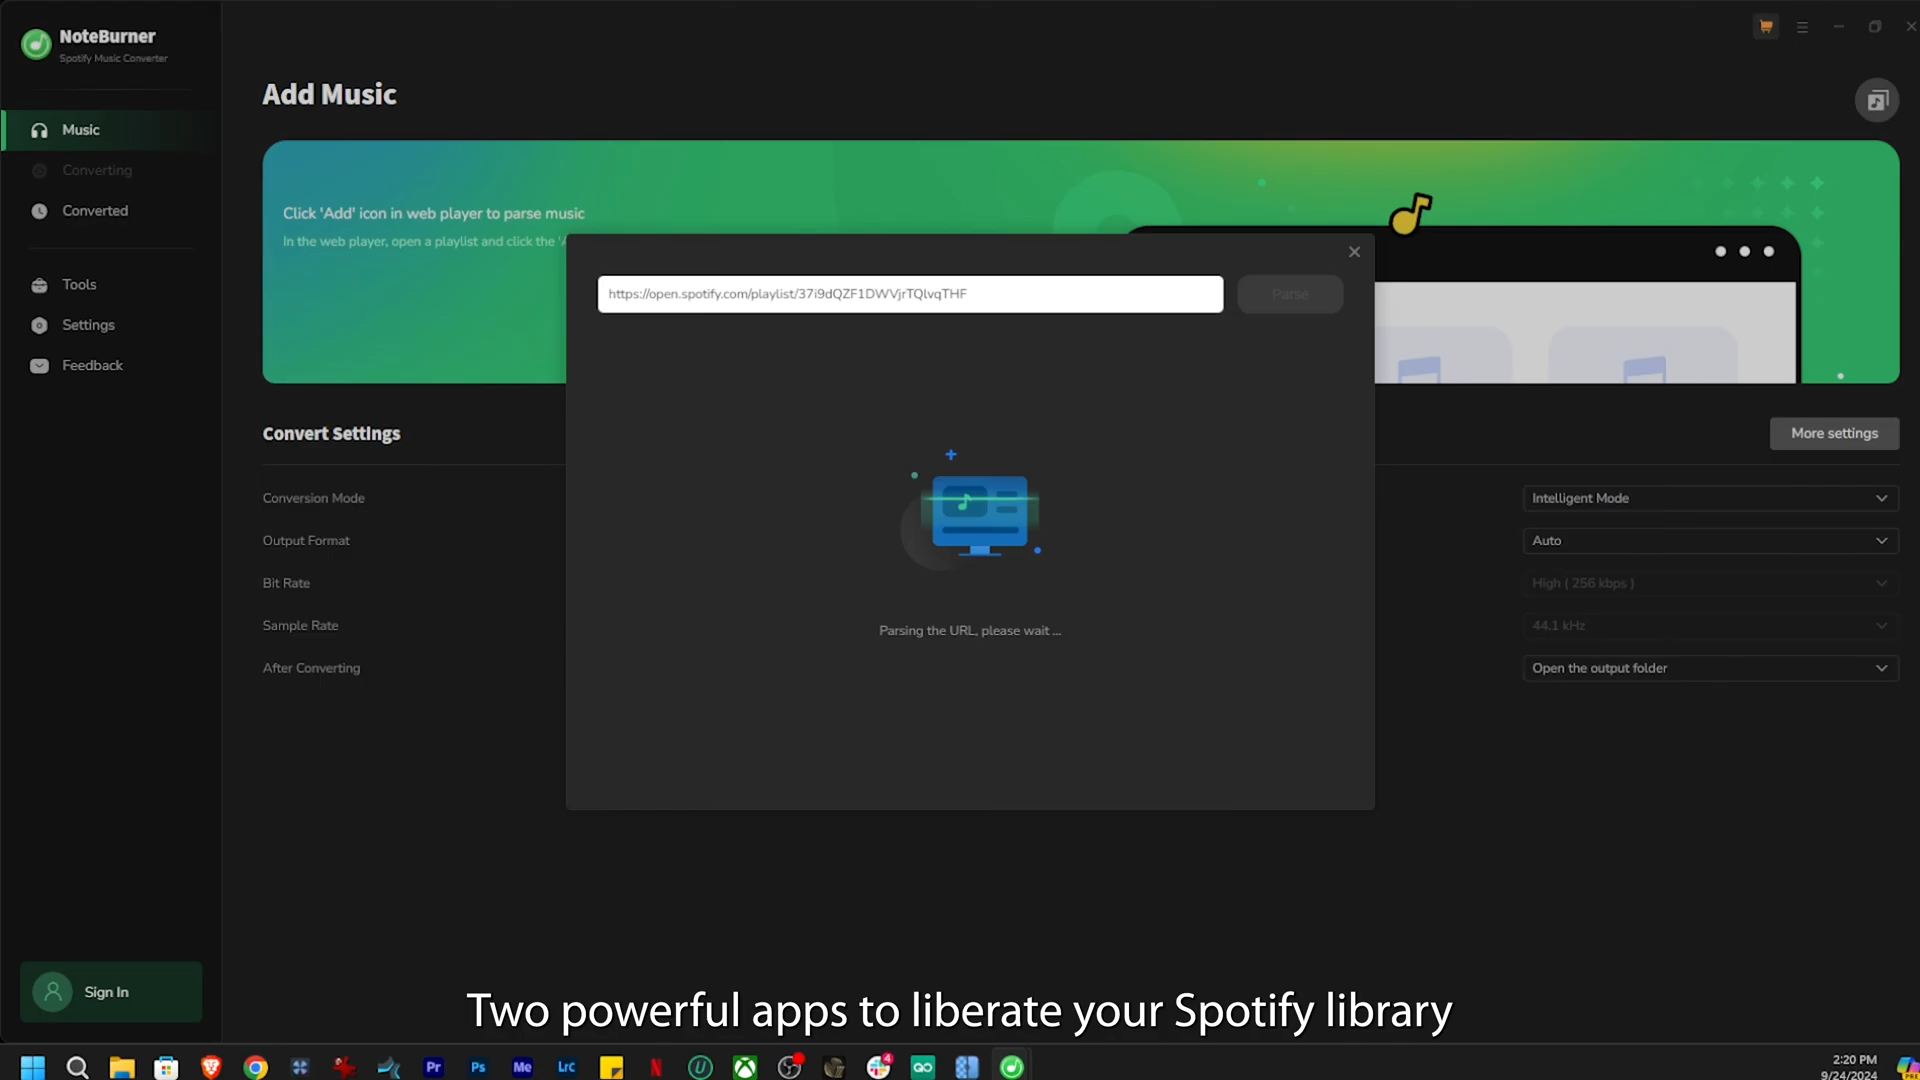 NoteBurner
Spotify Music Converter
Add Music
Music
Converting
Converted
Tools
Settings
Feedback
Click 'Add' icon in web player to parse music
In the web player, open a playlist and click the 'A
https://open.spotify.com/playlist/37i9dQZF1DWVjrTQlvqTHF
Parse
Parsing the URL, please wait ...
Convert Settings
More settings
Conversion Mode
Intelligent Mode
Output Format
Auto
Bit Rate
High ( 256 kbps )
Sample Rate
44.1 kHz
After Converting
Open the output folder
Sign In
Two powerful apps to liberate your Spotify library
Pr
Ps
Me
Lrc
N
4
2:20 PM
9/24/2024
PRE